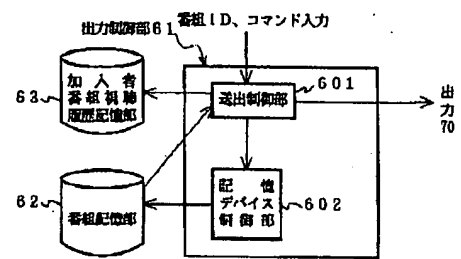 番組ID、コマンド入力
出力制御部61
加入者
番組視聴
履歴記憶部
63
送出制御部
601
出力
70
62
番組記憶部
記憶
デバイス
制御部
602